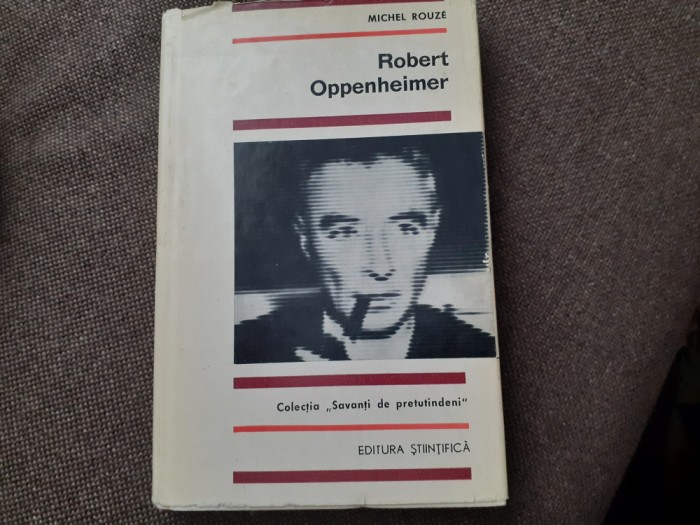 MICHEL ROUZÉ
Robert
Oppenheimer
Colecția „Savanți de pretutindeni"
EDITURA ȘTIINȚIFICĂ